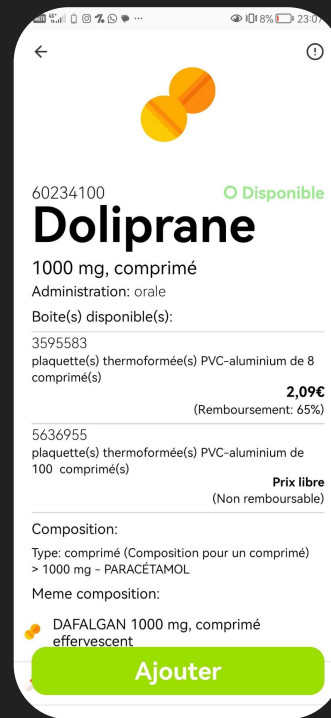 8% 23:07
60234100
Disponible
Doliprane
1000 mg, comprimé
Administration: orale
Boite(s) disponible(s):
3595583
plaquette(s) thermoformée(s) PVC-aluminium de 8
comprimé(s)
2,09€
(Remboursement: 65%)
5636955
plaquette(s) thermoformée(s) PVC-aluminium de
100 comprimé(s)
Prix libre
(Non remboursable)
Composition:
Type: comprimé (Composition pour un comprimé)
> 1000 mg - PARACÉTAMOL
Meme composition:
DAFALGAN 1000 mg, comprimé
effervescent
Ajouter